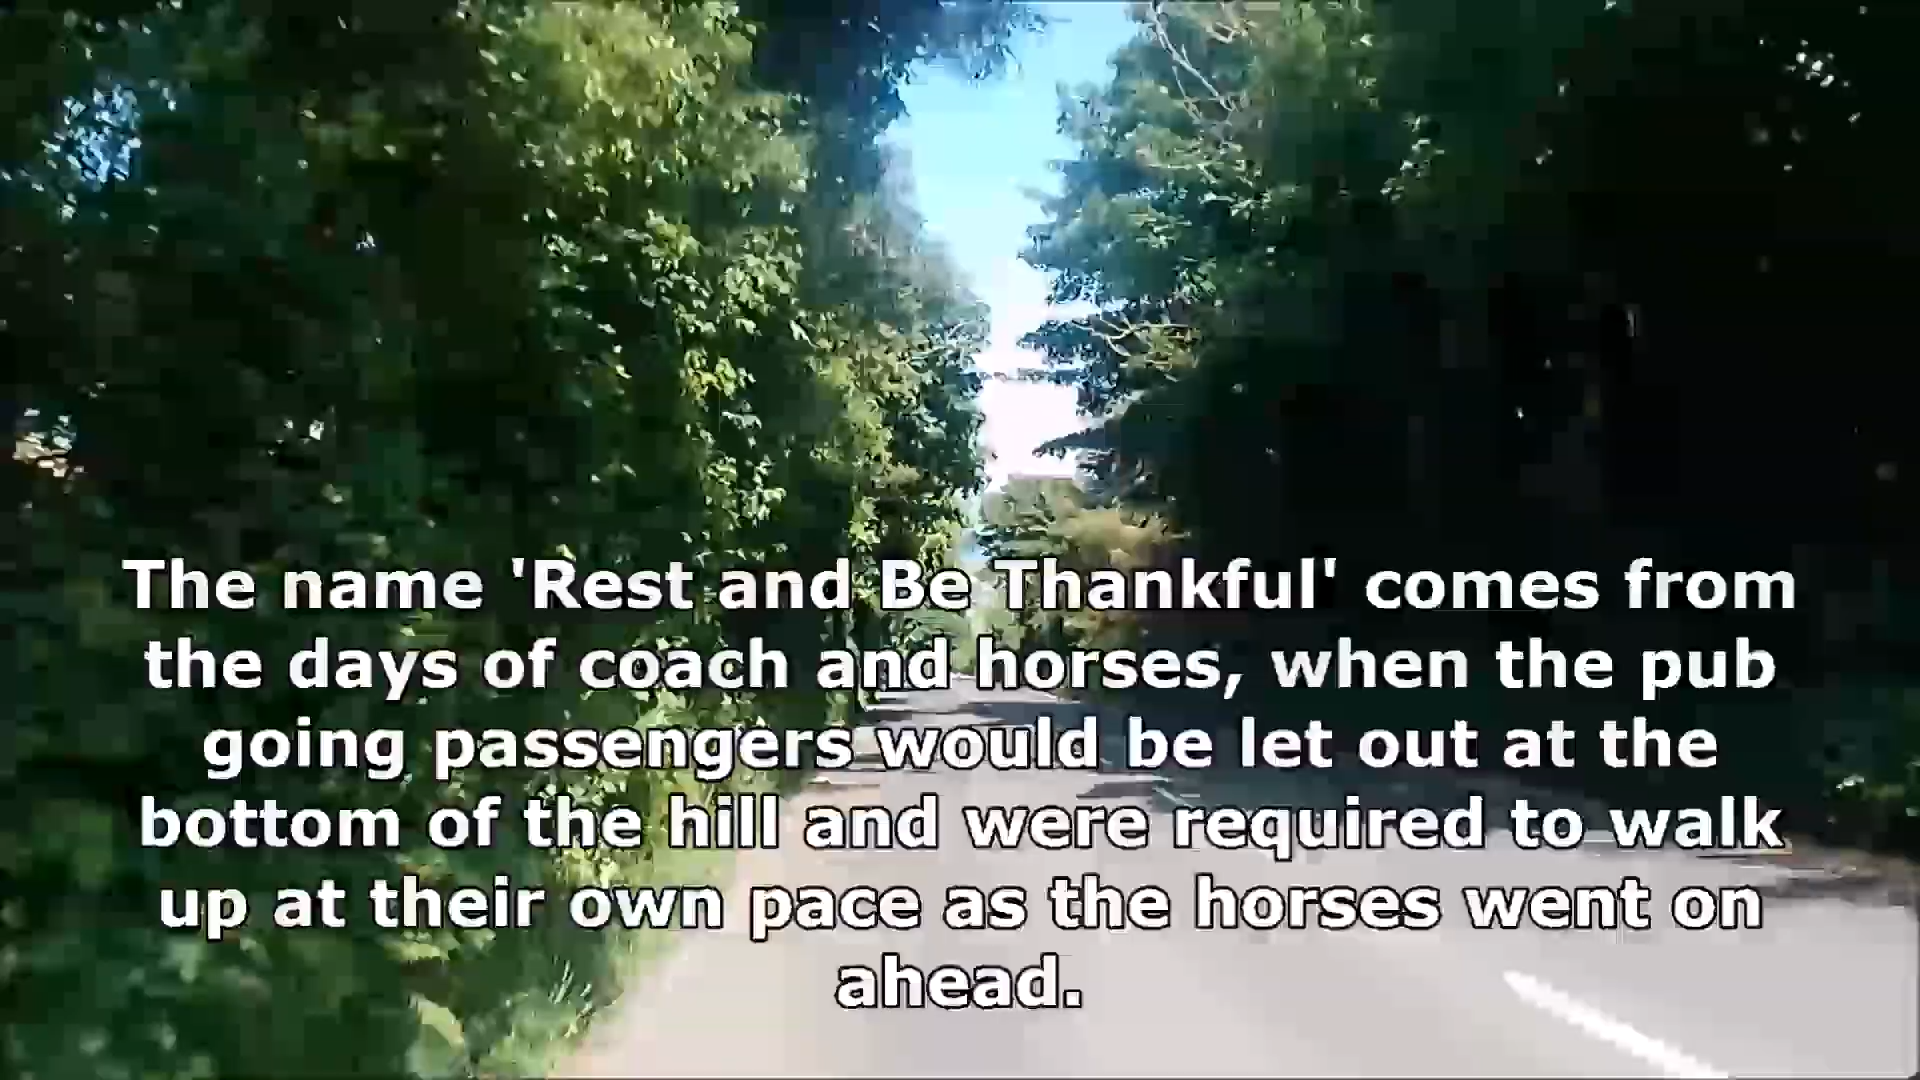 The name 'Rest and Be Thankful' comes from
the days of coach and horses, when the pub
going passengers would be let out at the
bottom of the hill and were required to walk
up at their own pace as the horses went on
ahead.